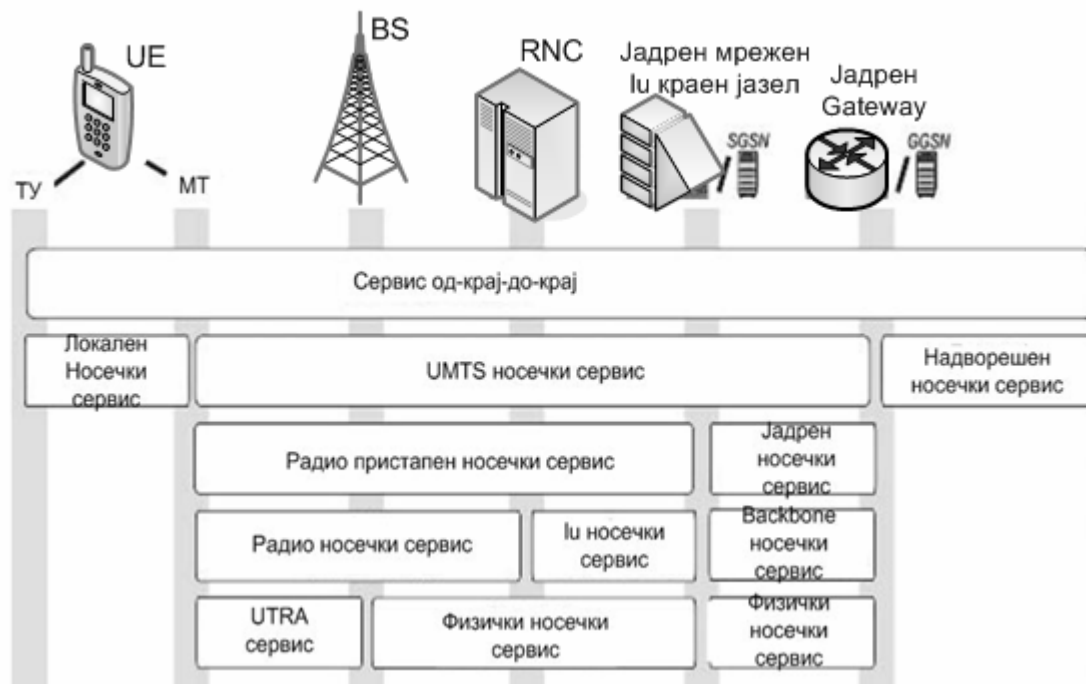 UE
BS
RNC
Јадрен мрежен
Iu краен јазел
Јадрен
Gateway
SGSN
GGSN
ТУ
МТ
Сервис од-крај-до-крај
Локален
Носечки
сервис
UMTS носечки сервис
Надворешен
носечки сервис
Радио пристапен носечки сервис
Јадрен
носечки
сервис
Радио носечки сервис
Iu носечки
сервис
Backbone
носечки
сервис
UTRA
сервис
Физички носечки
сервис
Физички
носечки
сервис